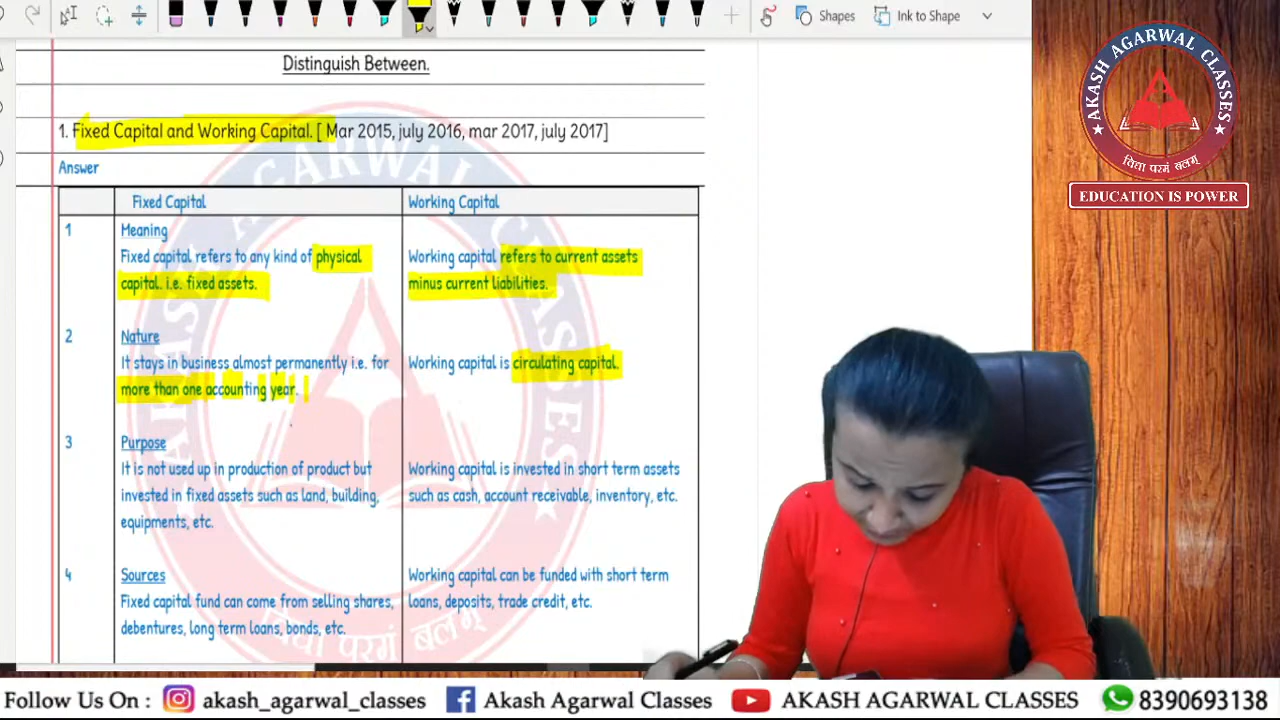 Shapes
Ink to Shape
Distinguish Between.
1. Fixed Capital and Working Capital. [ Mar 2015, july 2016, mar 2017, july 2017]
Answer
Fixed Capital
Working Capital
1
Meaning
Fixed capital refers to any kind of physical
capital. i.e. fixed assets.
Working capital refers to current assets
minus current liabilities.
2
Nature
It stays in business almost permanently i.e. for
more than one accounting year.
Working capital is circulating capital.
3
Purpose
It is not used up in production of product but
invested in fixed assets such as land, building,
equipments, etc.
Working capital is invested in short term assets
such as cash, account receivable, inventory, etc.
4
Sources
Fixed capital fund can come from selling shares,
debentures, long term loans, bonds, etc.
Working capital can be funded with short term
loans, deposits, trade credit, etc.
AKASH AGARWAL CLASSES
विद्या परमं बलम्
EDUCATION IS POWER
Follow Us On : akash_agarwal_classes Akash Agarwal Classes AKASH AGARWAL CLASSES 8390693138